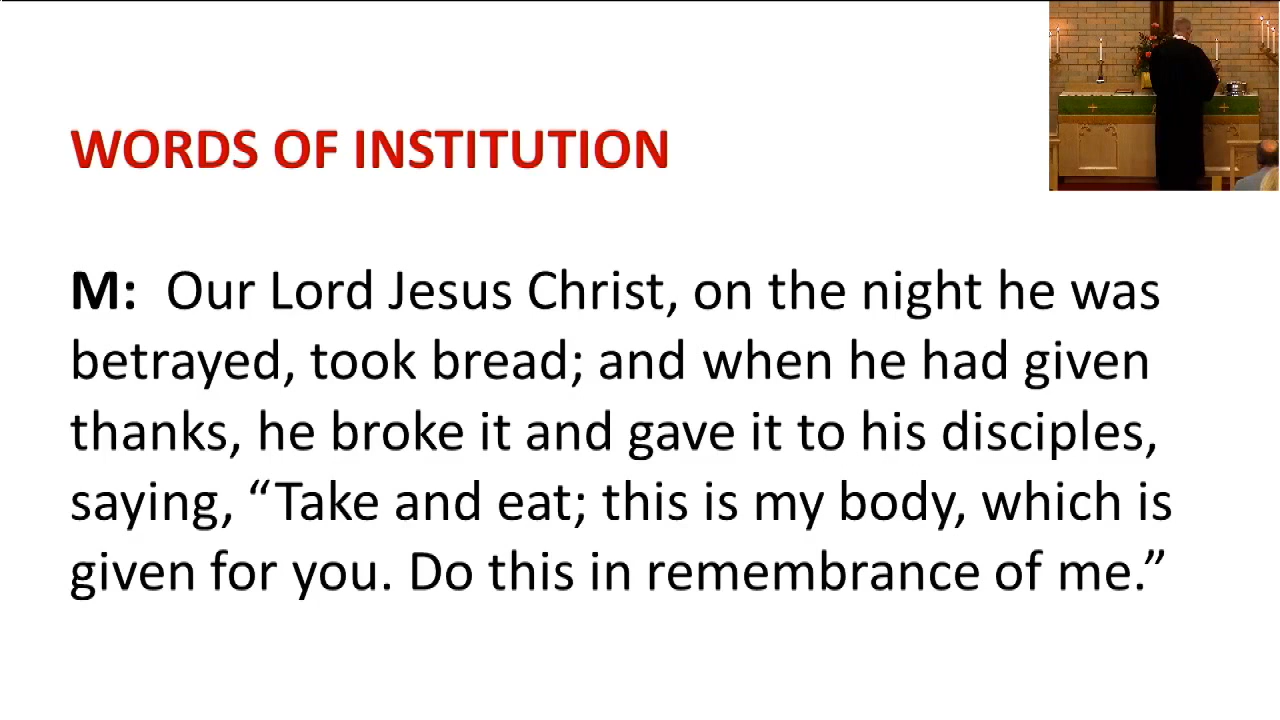 WORDS OF INSTITUTION
M:  Our Lord Jesus Christ, on the night he was
betrayed, took bread; and when he had given
thanks, he broke it and gave it to his disciples,
saying, “Take and eat; this is my body, which is
given for you. Do this in remembrance of me.”